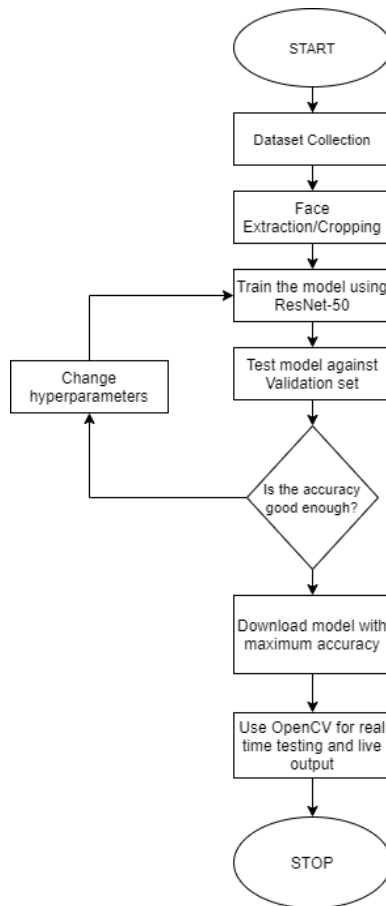 START
Dataset Collection
Face
Extraction/Cropping
Train the model using
ResNet-50
Test model against
Validation set
Change
hyperparameters
Is the accuracy
good enough?
Download model with
maximum accuracy
Use OpenCV for real
time testing and live
output
STOP